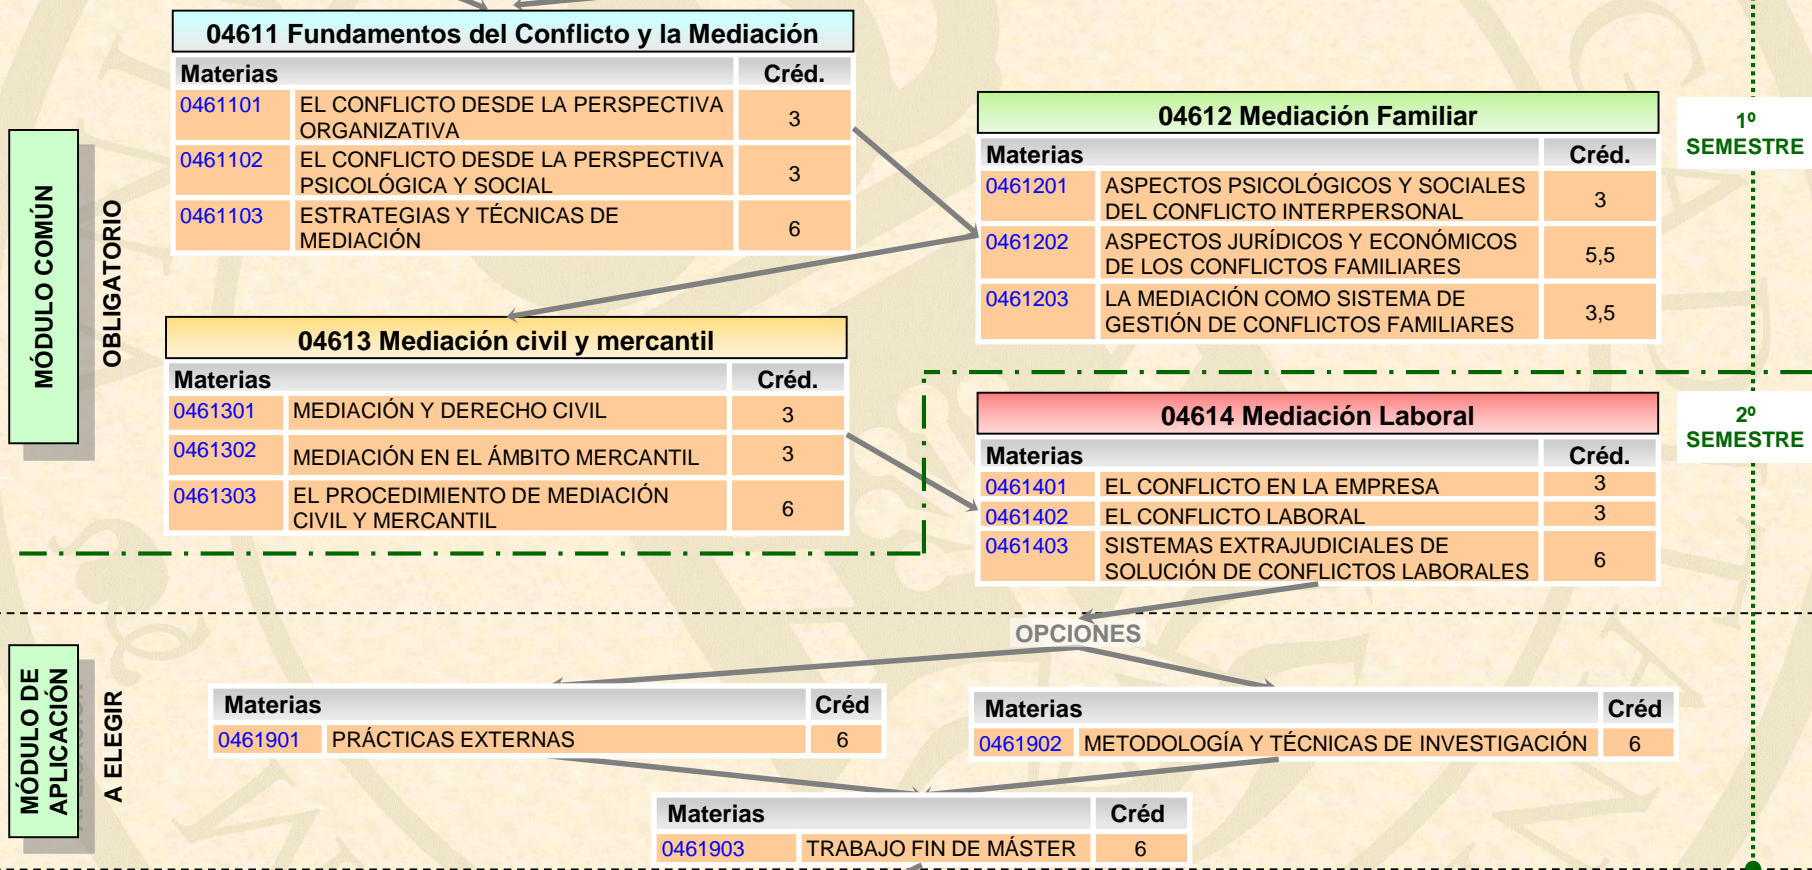 04611 Fundamentos del Conflicto y la Mediación
Materias Créd.
0461101 EL CONFLICTO DESDE LA PERSPECTIVA
ORGANIZATIVA 3
0461102 EL CONFLICTO DESDE LA PERSPECTIVA
PSICOLÓGICA Y SOCIAL 3
0461103 ESTRATEGIAS Y TÉCNICAS DE
MEDIACIÓN 6
04612 Mediación Familiar
Materias Créd.
0461201 ASPECTOS PSICOLÓGICOS Y SOCIALES
DEL CONFLICTO INTERPERSONAL 3
0461202 ASPECTOS JURÍDICOS Y ECONÓMICOS
DE LOS CONFLICTOS FAMILIARES 5,5
0461203 LA MEDIACIÓN COMO SISTEMA DE
GESTIÓN DE CONFLICTOS FAMILIARES 3,5
1º
SEMESTRE
MÓDULO COMÚN
OBLIGATORIO
04613 Mediación civil y mercantil
Materias Créd.
0461301 MEDIACIÓN Y DERECHO CIVIL 3
0461302 MEDIACIÓN EN EL ÁMBITO MERCANTIL 3
0461303 EL PROCEDIMIENTO DE MEDIACIÓN
CIVIL Y MERCANTIL 6
04614 Mediación Laboral
Materias Créd.
0461401 EL CONFLICTO EN LA EMPRESA 3
0461402 EL CONFLICTO LABORAL 3
0461403 SISTEMAS EXTRAJUDICIALES DE
SOLUCIÓN DE CONFLICTOS LABORALES 6
2º
SEMESTRE
OPCIONES
MÓDULO DE
APLICACIÓN
A ELEGIR
Materias Créd
0461901 PRÁCTICAS EXTERNAS 6
Materias Créd
0461902 METODOLOGÍA Y TÉCNICAS DE INVESTIGACIÓN 6
Materias Créd
0461903 TRABAJO FIN DE MÁSTER 6